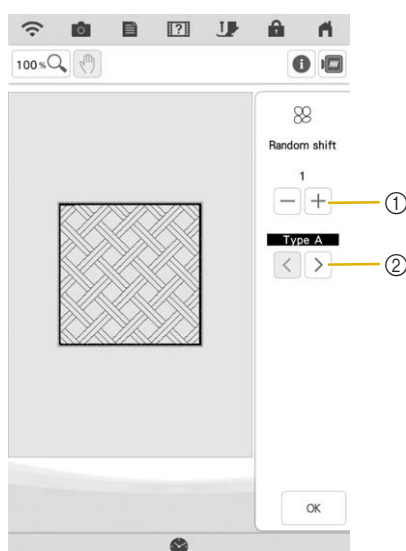 100 %
Random shift
1
− +
①
Type A
< >
②
OK